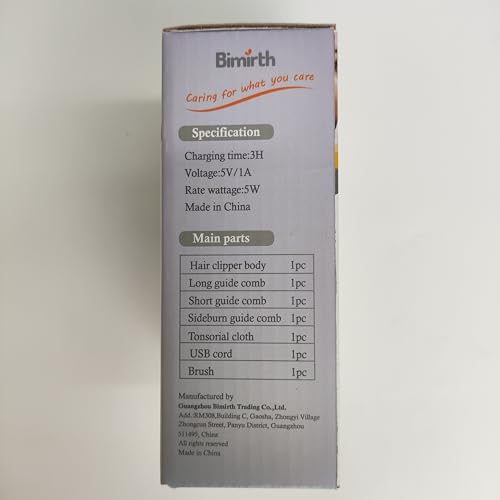 Bimirth
Caring for what you care
Specification
Charging time:3H
Voltage:5V/1A
Rate wattage:5W
Made in China
Main parts
Hair clipper body 1pc
Long guide comb 1pc
Short guide comb 1pc
Sideburn guide comb 1pc
Tonsorial cloth 1pc
USB cord 1pc
Brush 1pc
Manufactured by
Guangzhou Bimirth Trading Co.,Ltd.
Add.:RM308,Building C, Gaosha, Zhongyi Village
Zhongrun Street, Panyu District, Guangzhou
511495, China
All rights reserved
Made in China